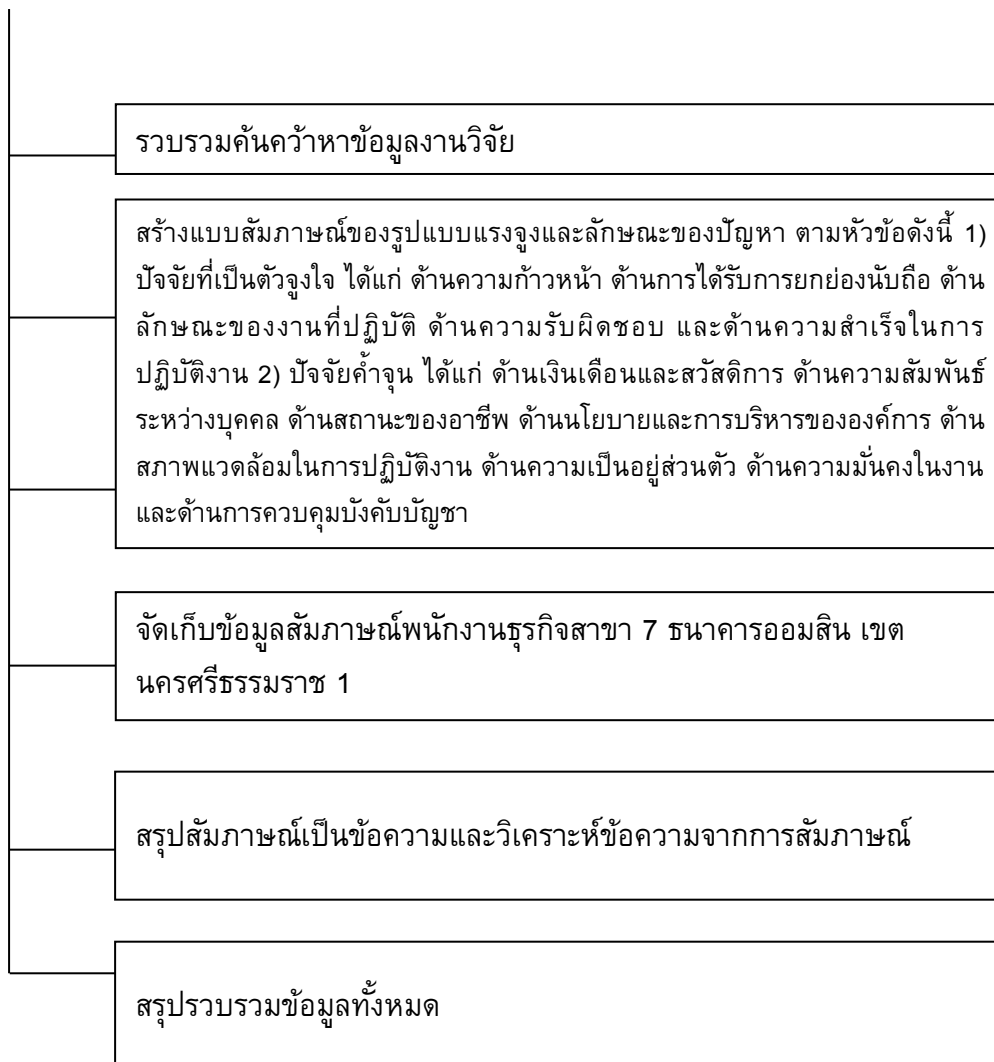 รวบรวมค้นคว้าหาข้อมูลงานวิจัย
สร้างแบบสัมภาษณ์ของรูปแบบแรงจูงและลักษณะของปัญหา ตามหัวข้อดังนี้ 1)
ปัจจัยที่เป็นตัวจูงใจ ได้แก่ ด้านความก้าวหน้า ด้านการได้รับการยกย่องนับถือ ด้าน
ลักษณะของงานที่ปฏิบัติ ด้านความรับผิดชอบ และด้านความสำเร็จในการ
ปฏิบัติงาน 2) ปัจจัยค้ำจุน ได้แก่ ด้านเงินเดือนและสวัสดิการ ด้านความสัมพันธ์
ระหว่างบุคคล ด้านสถานะของอาชีพ ด้านนโยบายและการบริหารขององค์การ ด้าน
สภาพแวดล้อมในการปฏิบัติงาน ด้านความเป็นอยู่ส่วนตัว ด้านความมั่นคงในงาน
และด้านการควบคุมบังคับบัญชา
จัดเก็บข้อมูลสัมภาษณ์พนักงานธุรกิจสาขา 7 ธนาคารออมสิน เขต
นครศรีธรรมราช 1
สรุปสัมภาษณ์เป็นข้อความและวิเคราะห์ข้อความจากการสัมภาษณ์
สรุปรวบรวมข้อมูลทั้งหมด